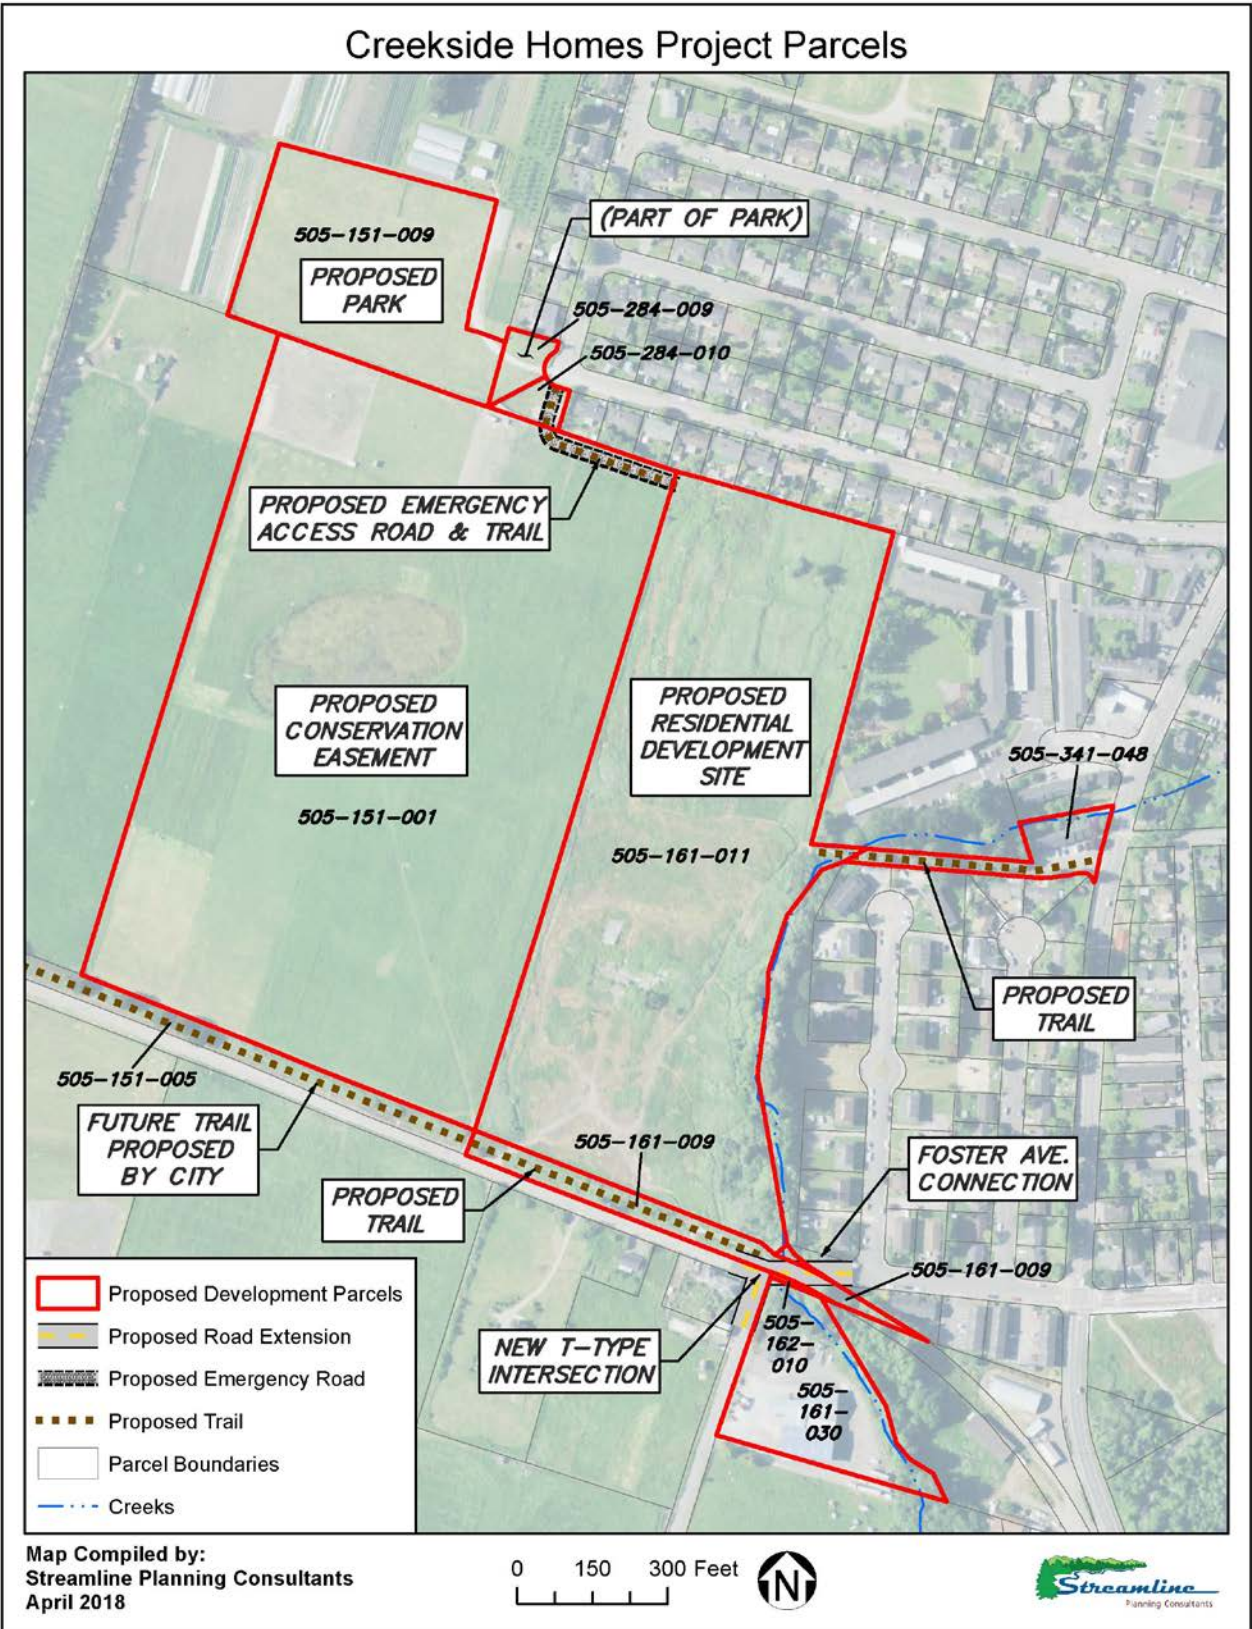 Creekside Homes Project Parcels
505-151-009
PROPOSED
PARK
(PART OF PARK)
505-284-009
505-284-010
PROPOSED EMERGENCY
ACCESS ROAD & TRAIL
PROPOSED
CONSERVATION
EASEMENT
505-151-001
PROPOSED
RESIDENTIAL
DEVELOPMENT
SITE
505-161-011
505-341-048
PROPOSED
TRAIL
505-151-005
FUTURE TRAIL
PROPOSED
BY CITY
PROPOSED
TRAIL
505-161-009
FOSTER AVE.
CONNECTION
505-161-009
NEW T-TYPE
INTERSECTION
505-
162-
010
505-
161-
030
Proposed Development Parcels
Proposed Road Extension
Proposed Emergency Road
Proposed Trail
Parcel Boundaries
Creeks
Map Compiled by:
Streamline Planning Consultants
April 2018
0 150 300 Feet
N
Streamline
Planning Consultants